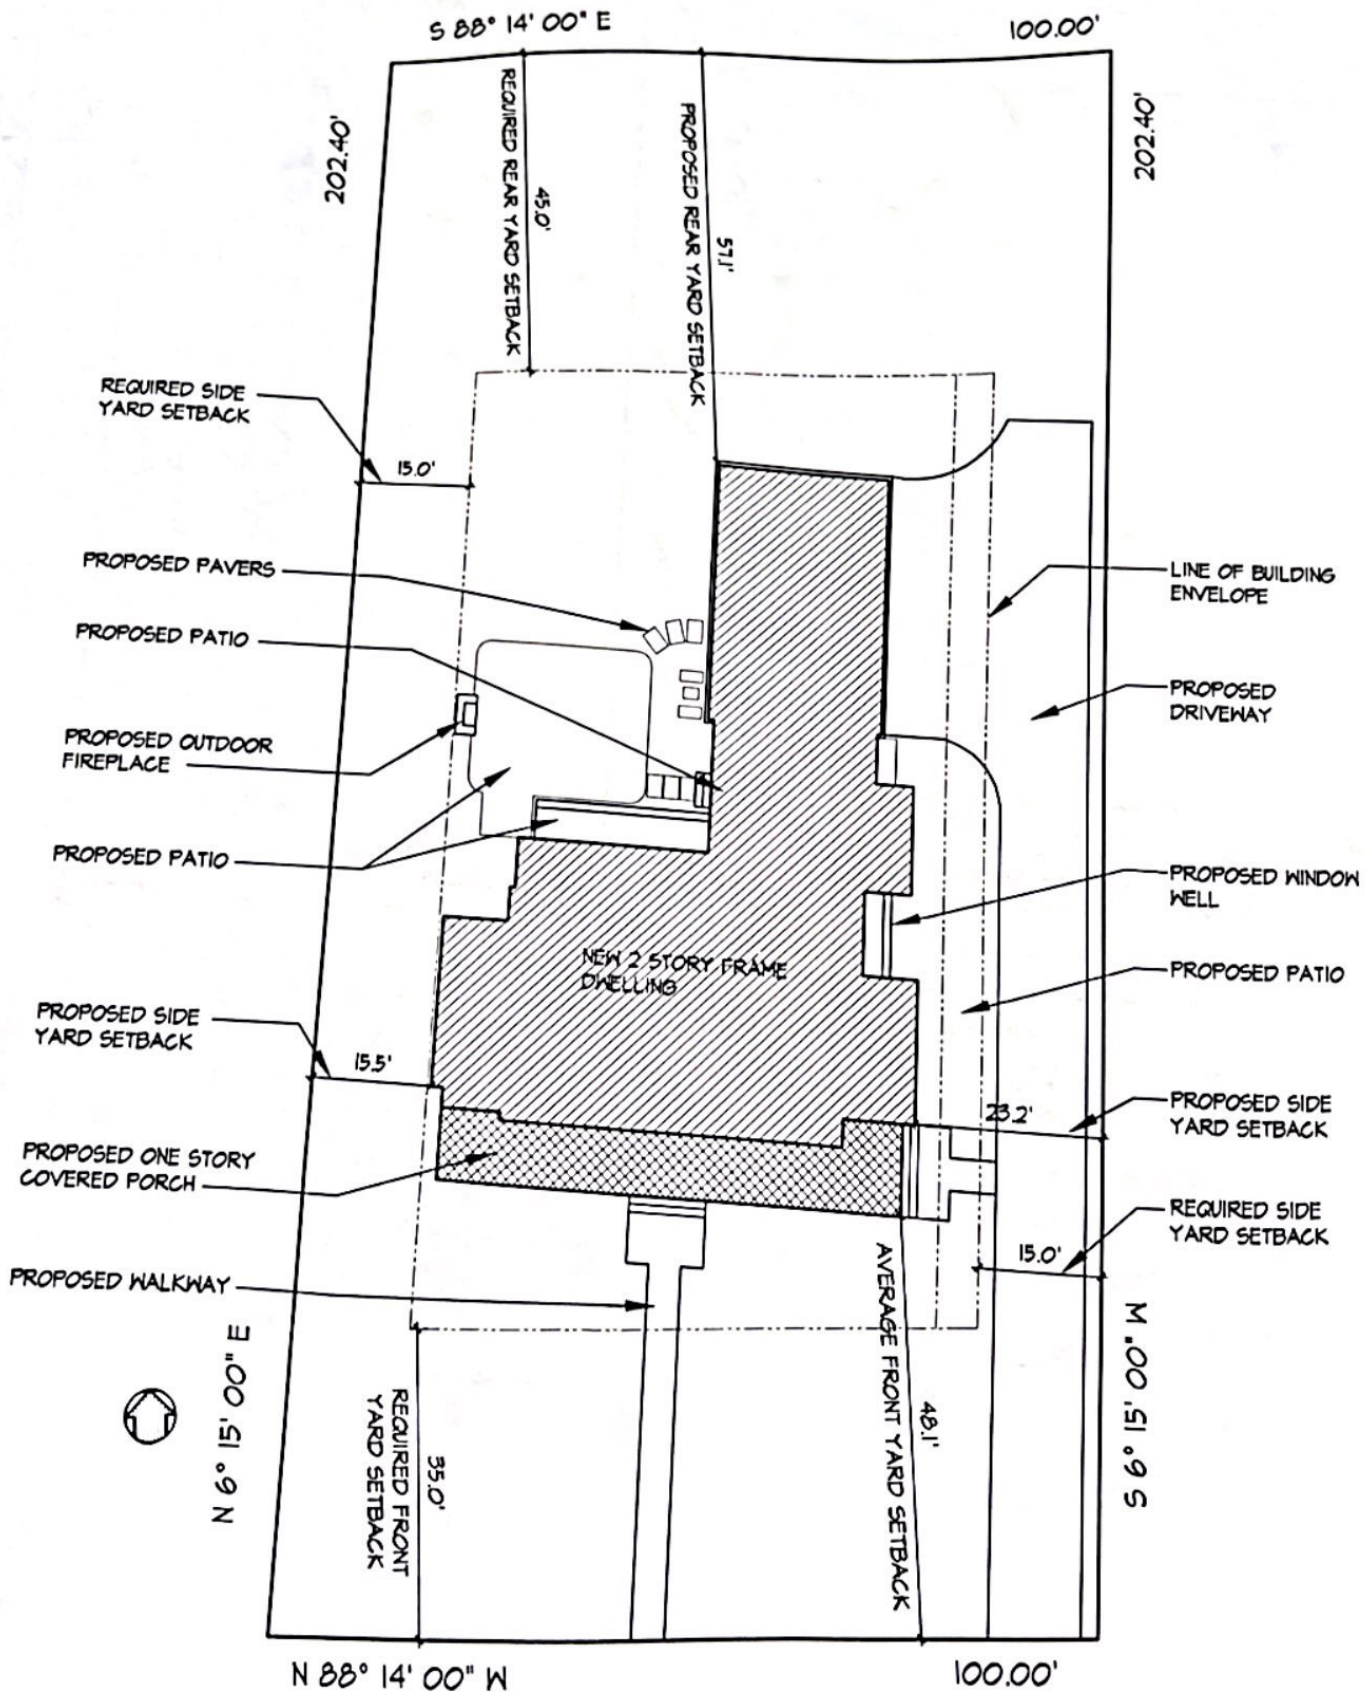 S 88° 14' 00" E
100.00'
202.40'
202.40'
REQUIRED REAR YARD SETBACK
45.0'
PROPOSED REAR YARD SETBACK
57.1'
REQUIRED SIDE
YARD SETBACK
15.0'
PROPOSED PAVERS
PROPOSED PATIO
PROPOSED OUTDOOR
FIREPLACE
PROPOSED PATIO
LINE OF BUILDING
ENVELOPE
PROPOSED
DRIVEWAY
PROPOSED WINDOW
WELL
PROPOSED PATIO
NEW 2 STORY FRAME
DWELLING
PROPOSED SIDE
YARD SETBACK
15.5'
23.2'
PROPOSED SIDE
YARD SETBACK
PROPOSED ONE STORY
COVERED PORCH
REQUIRED SIDE
YARD SETBACK
15.0'
PROPOSED WALKWAY
AVERAGE FRONT YARD SETBACK
48.1'
REQUIRED FRONT
YARD SETBACK
35.0'
N 6° 15' 00" E
S 6° 15' 00" W
N 88° 14' 00" W
100.00'